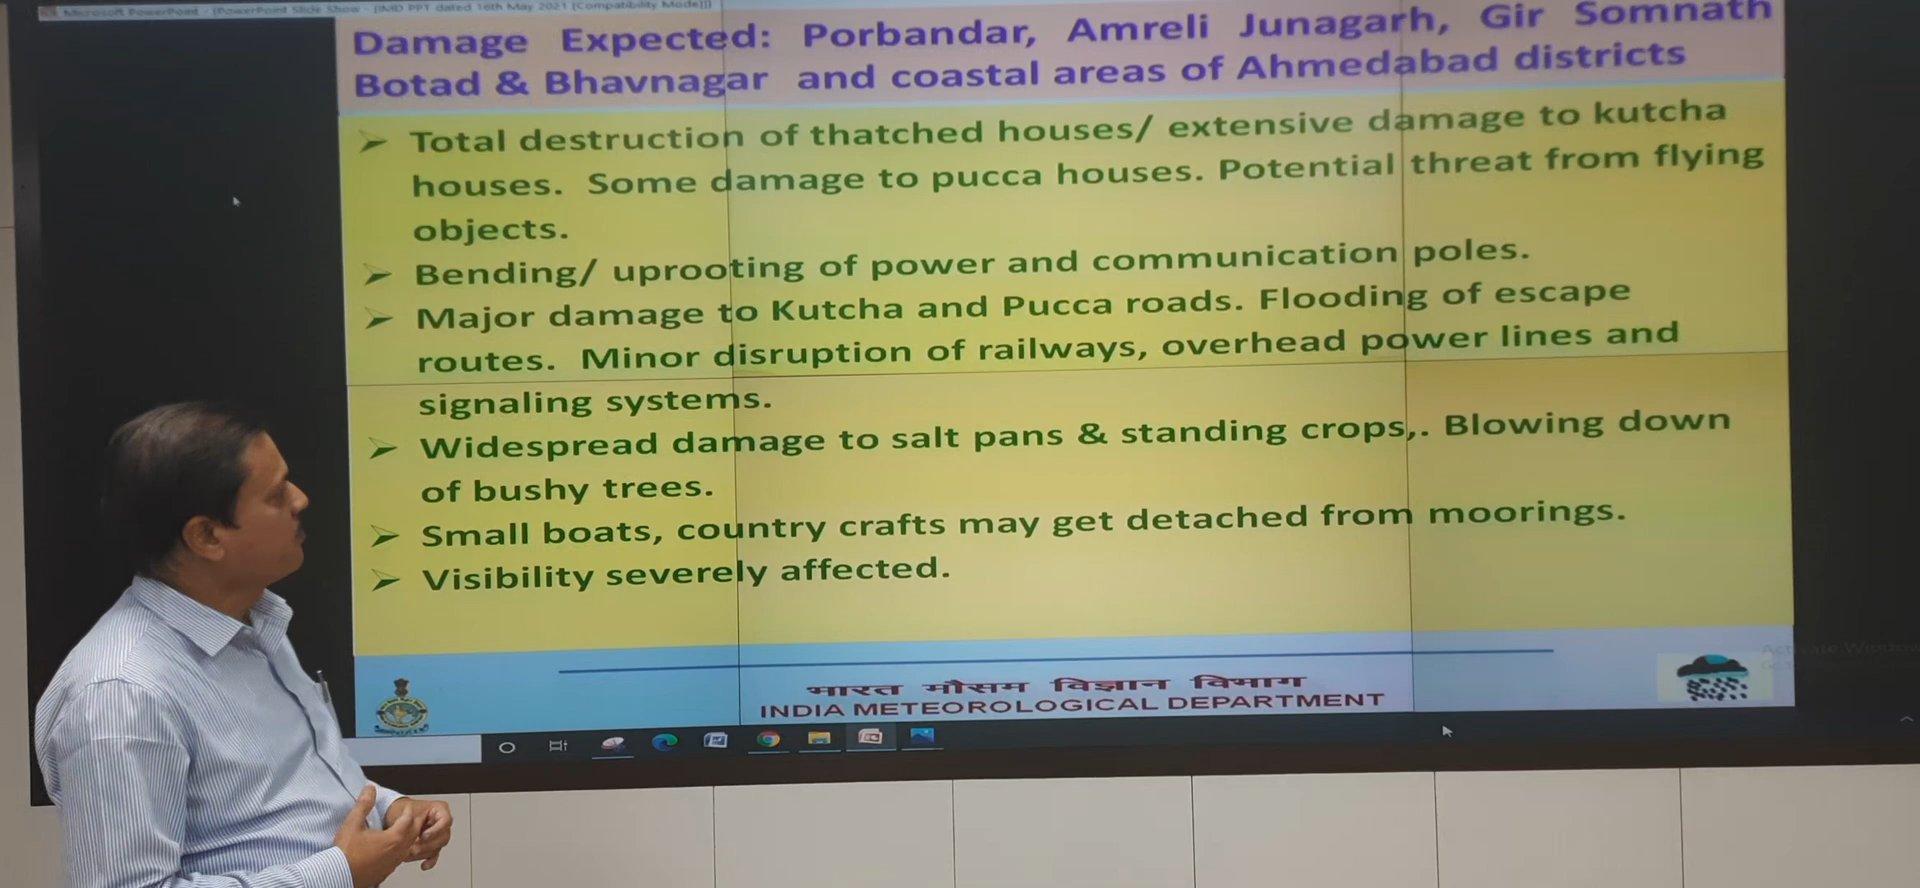 Microsoft PowerPoint - [PowerPoint Slide Show - [IMD PPT dated 16th May 2021 [Compatibility Mode]]]
Damage Expected: Porbandar, Amreli Junagarh, Gir Somnath
Botad & Bhavnagar and coastal areas of Ahmedabad districts
➢ Total destruction of thatched houses/ extensive damage to kutcha
houses. Some damage to pucca houses. Potential threat from flying
objects.
➢ Bending/ uprooting of power and communication poles.
➢ Major damage to Kutcha and Pucca roads. Flooding of escape
routes. Minor disruption of railways, overhead power lines and
signaling systems.
➢ Widespread damage to salt pans & standing crops,. Blowing down
of bushy trees.
➢ Small boats, country crafts may get detached from moorings.
➢ Visibility severely affected.
Activate Window
भारत मौसम विज्ञान विभाग
INDIA METEOROLOGICAL DEPARTMENT